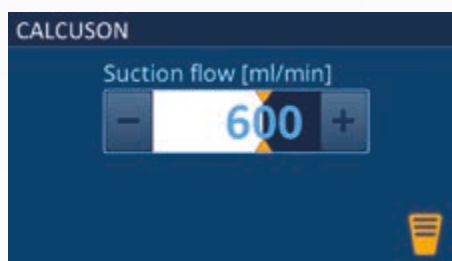 CALCUSON
Suction flow [ml/min]
− 600 +